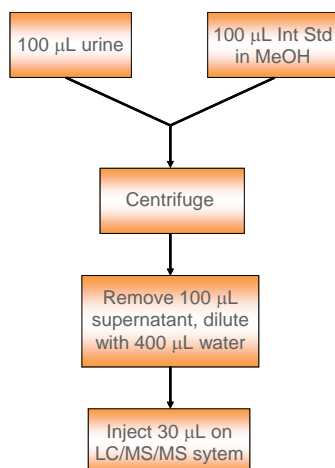 100 μL urine
100 μL Int Std
in MeOH
Centrifuge
Remove 100 μL
supernatant, dilute
with 400 μL water
Inject 30 μL on
LC/MS/MS sytem